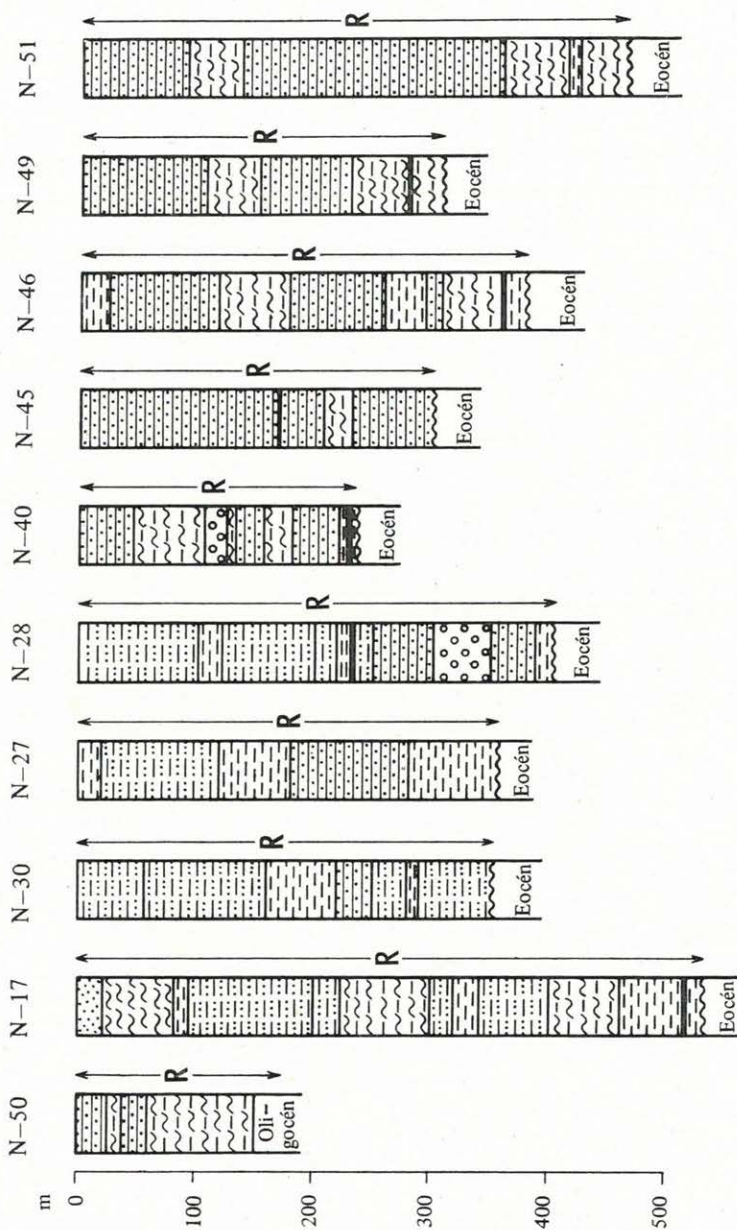 N–50
N–17
N–30
N–27
N–28
N–40
N–45
N–46
N–49
N–51
m
0
100
200
300
400
500
R
Oli-
gocén
R
Eocén
R
Eocén
R
Eocén
R
Eocén
R
Eocén
R
Eocén
R
Eocén
R
Eocén
R
Eocén